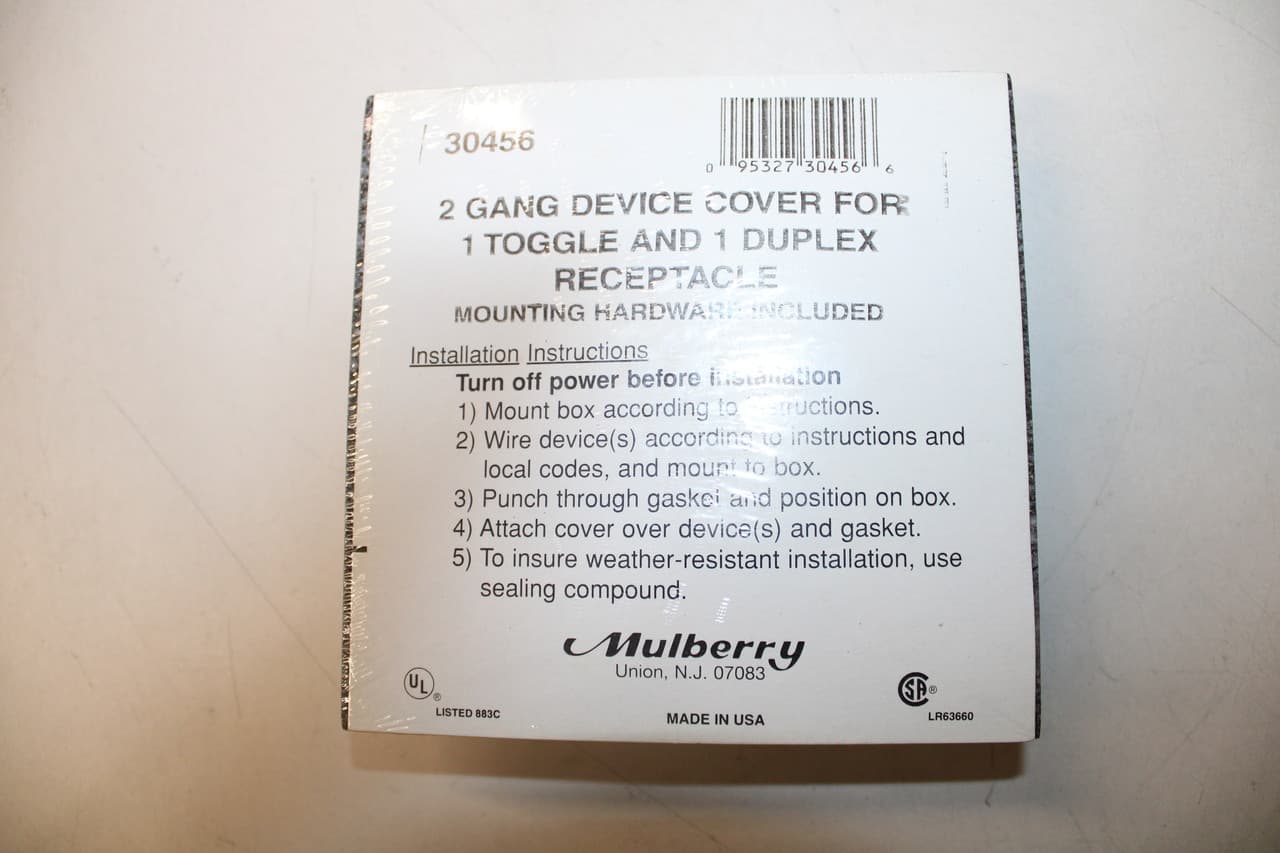 30456
0 95327 30456 6
2 GANG DEVICE COVER FOR
1 TOGGLE AND 1 DUPLEX
RECEPTACLE
MOUNTING HARDWARE INCLUDED
Installation Instructions
Turn off power before installation
1) Mount box according to instructions.
2) Wire device(s) according to instructions and
local codes, and mount to box.
3) Punch through gasket and position on box.
4) Attach cover over device(s) and gasket.
5) To insure weather-resistant installation, use
sealing compound.
Mulberry
Union, N.J. 07083
UL ®
LISTED 883C
MADE IN USA
SA ®
LR63660